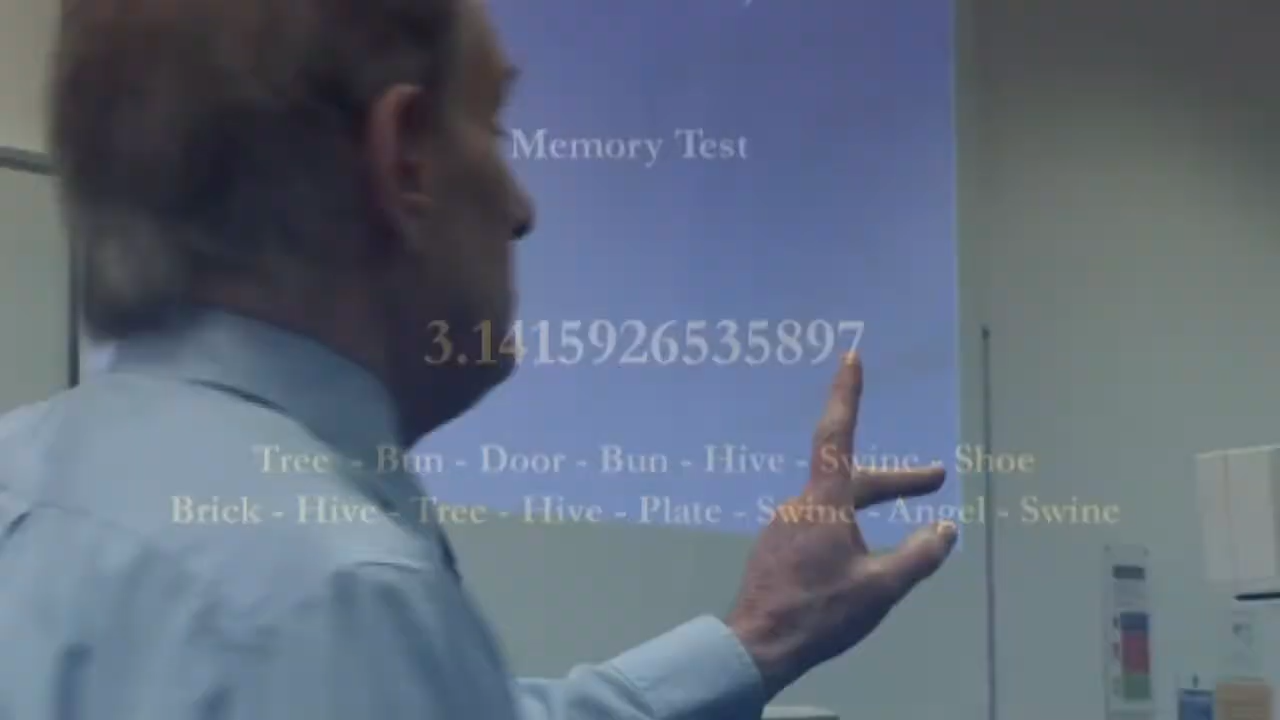 Memory Test
3.1415926535897
Tree - Bun - Door - Bun - Hive - Swine - Shoe
Brick - Hive - Tree - Hive - Plate - Swine - Angel - Swine